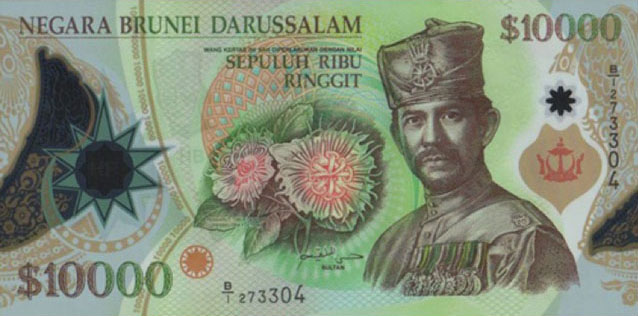 NEGARA BRUNEI DARUSSALAM
$10000
WANG KERTAS INI SAH DIPERLAKUKAN DENGAN NILAI
SEPULUH RIBU
RINGGIT
B/1 273304
SULTAN
$10000
B/1 273304